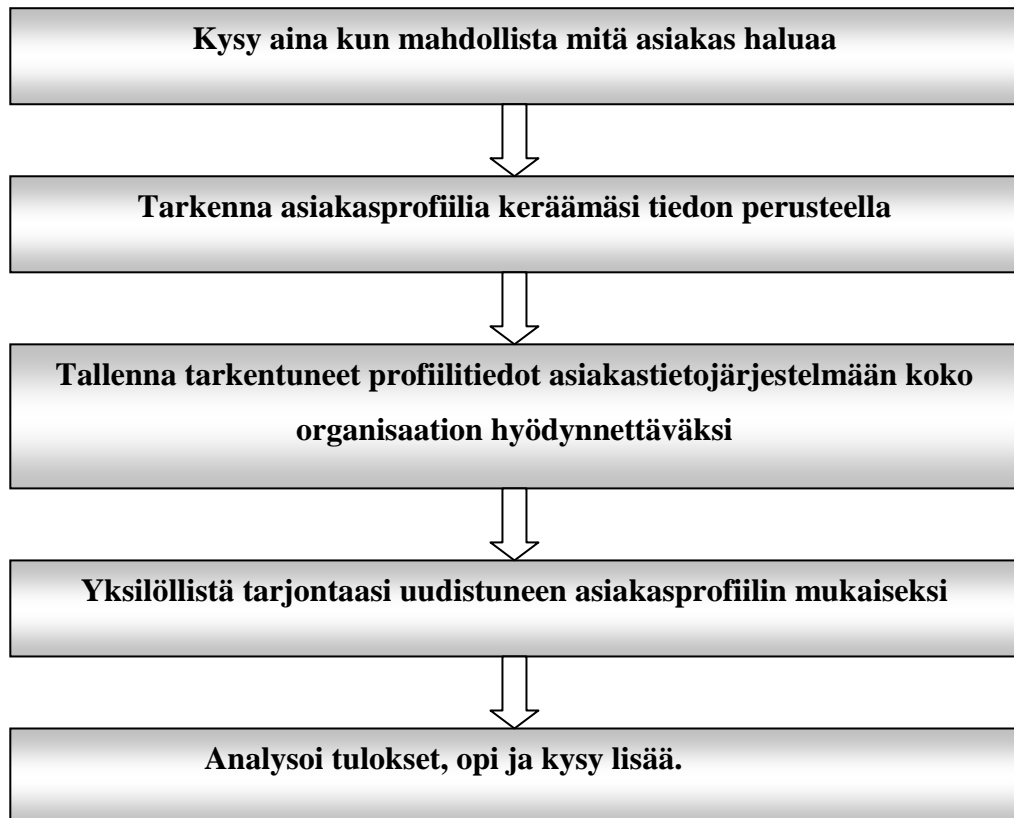 Kysy aina kun mahdollista mitä asiakas haluaa
Tarkenna asiakasprofiilia keräämäsi tiedon perusteella
Tallenna tarkentuneet profiilitiedot asiakastietojärjestelmään koko
organisaation hyödynnettäväksi
Yksilöllistä tarjontaasi uudistuneen asiakasprofiilin mukaiseksi
Analysoi tulokset, opi ja kysy lisää.